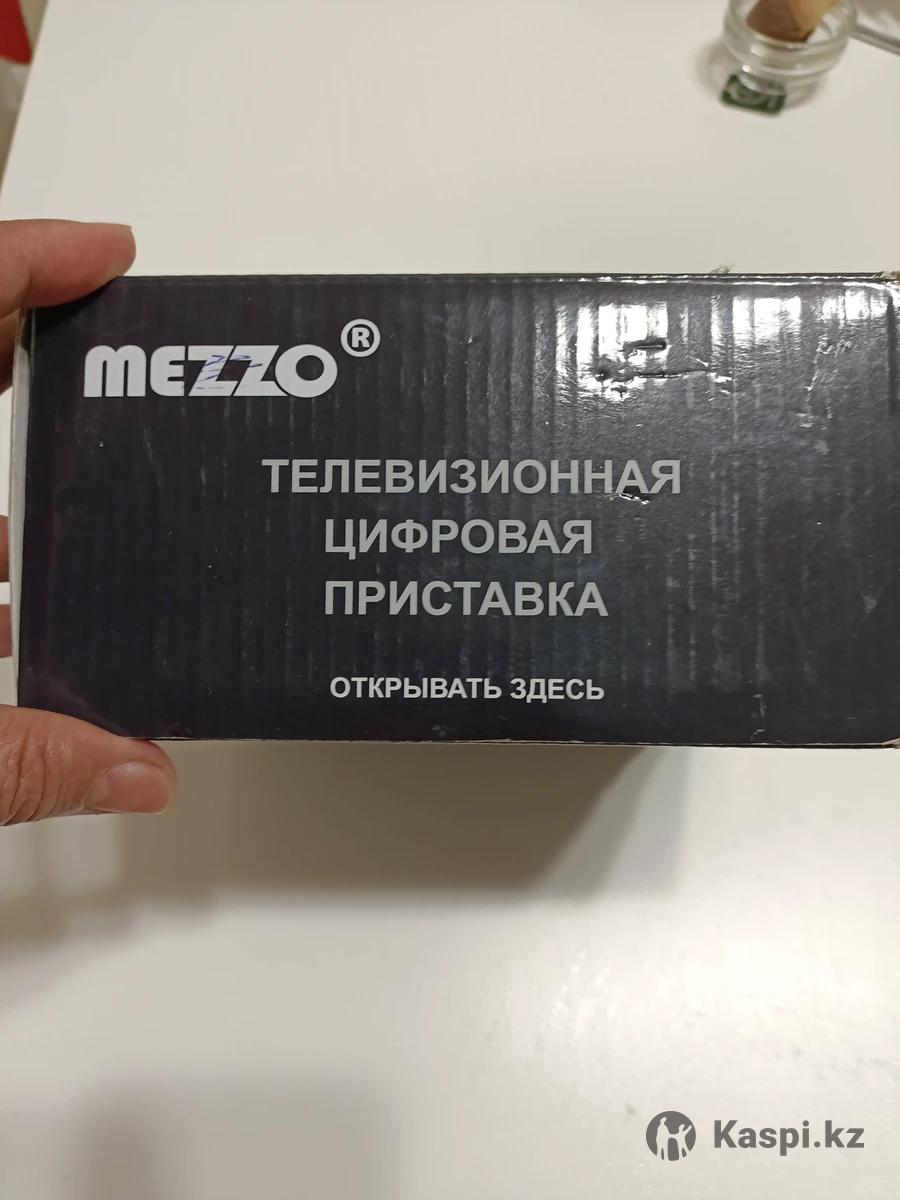 MEZZO®
ТЕЛЕВИЗИОННАЯ
ЦИФРОВАЯ
ПРИСТАВКА
ОТКРЫВАТЬ ЗДЕСЬ
Kaspi.kz